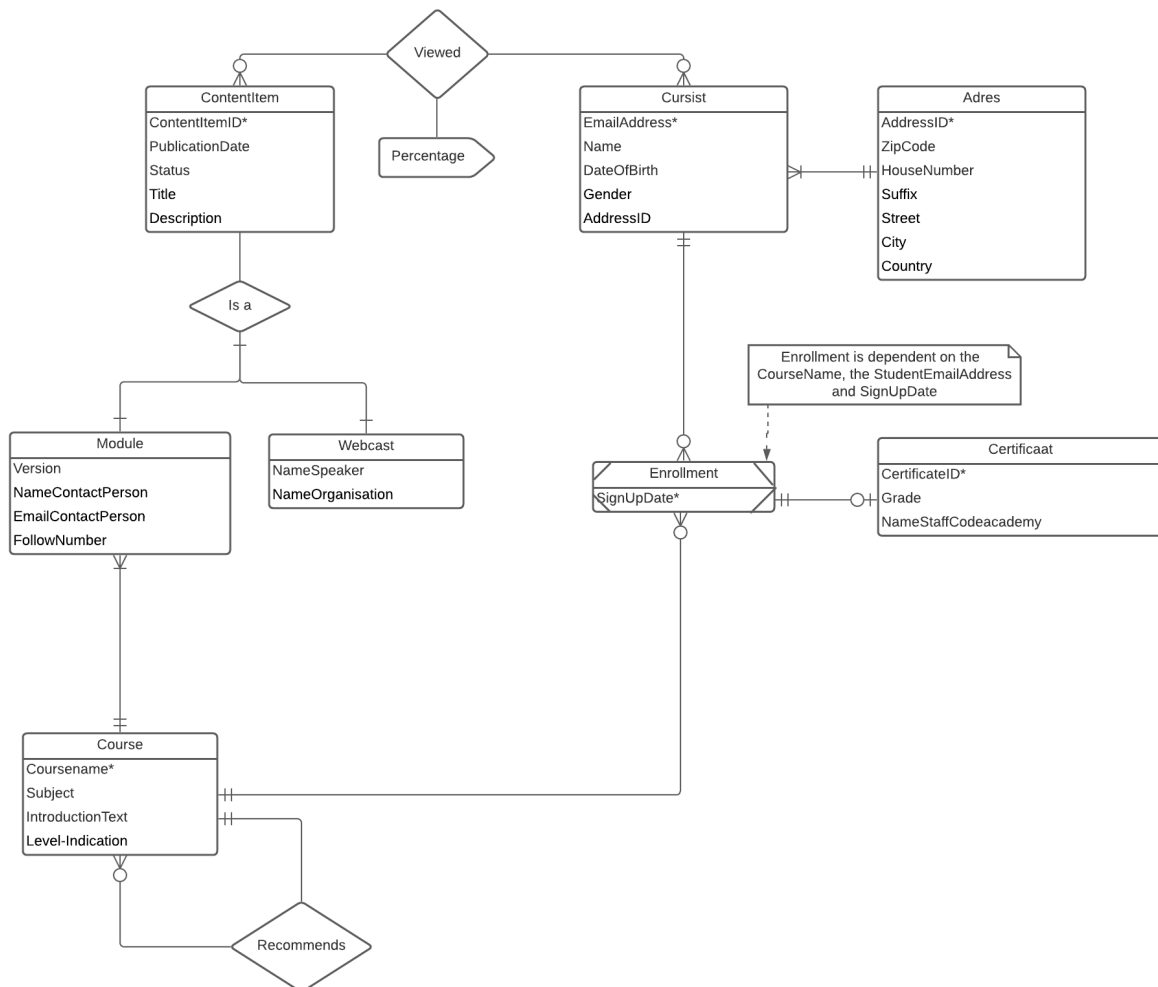 Viewed
ContentItem
ContentItemID*
PublicationDate
Status
Title
Description
Percentage
Cursist
EmailAddress*
Name
DateOfBirth
Gender
AddressID
Adres
AddressID*
ZipCode
HouseNumber
Suffix
Street
City
Country
Is a
Enrollment is dependent on the
CourseName, the StudentEmailAddress
and SignUpDate
Module
Version
NameContactPerson
EmailContactPerson
FollowNumber
Webcast
NameSpeaker
NameOrganisation
Enrollment
SignUpDate*
Certificaat
CertificateID*
Grade
NameStaffCodeacademy
Course
Coursename*
Subject
IntroductionText
Level-Indication
Recommends